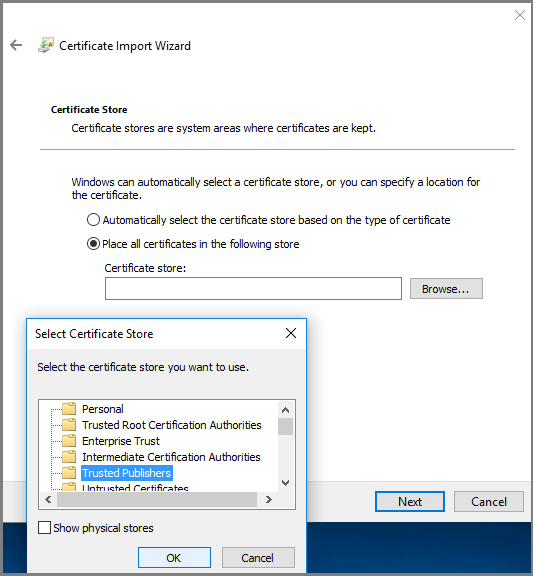 Certificate Import Wizard
Certificate Store
Certificate stores are system areas where certificates are kept.
Windows can automatically select a certificate store, or you can specify a location for
the certificate.
Automatically select the certificate store based on the type of certificate
Place all certificates in the following store
Certificate store:
Browse...
Select Certificate Store
Select the certificate store you want to use.
Personal
Trusted Root Certification Authorities
Enterprise Trust
Intermediate Certification Authorities
Trusted Publishers
Untrusted Certificates
Show physical stores
OK
Cancel
Next
Cancel